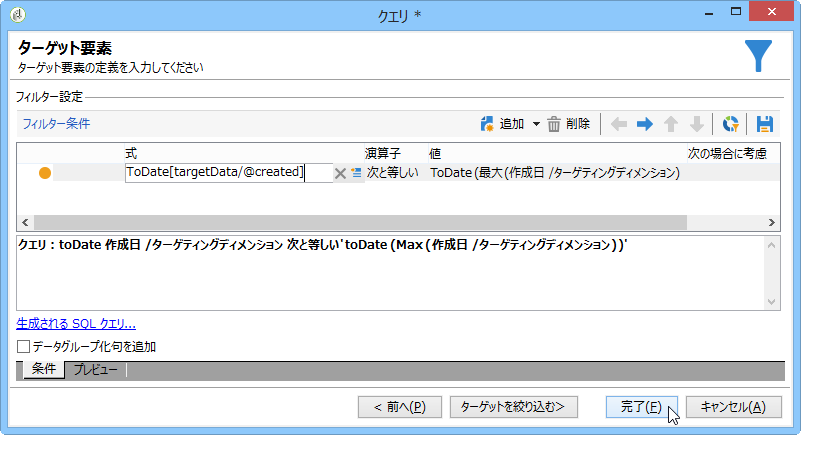 クエリ *
ターゲット要素
ターゲット要素の定義を入力してください
フィルター設定
フィルター条件 追加 削除
式 演算子 値 次の場合に考慮
ToDate[targetData/@created] 次と等しい ToDate (最大 (作成日 /ターゲティングディメンション)
クエリ : toDate 作成日 /ターゲティングディメンション 次と等しい'toDate (Max (作成日 /ターゲティングディメンション) )'
生成される SQL クエリ...
データグループ化句を追加
条件 プレビュー
< 前へ(P) ターゲットを絞り込む> 完了(F) キャンセル(A)